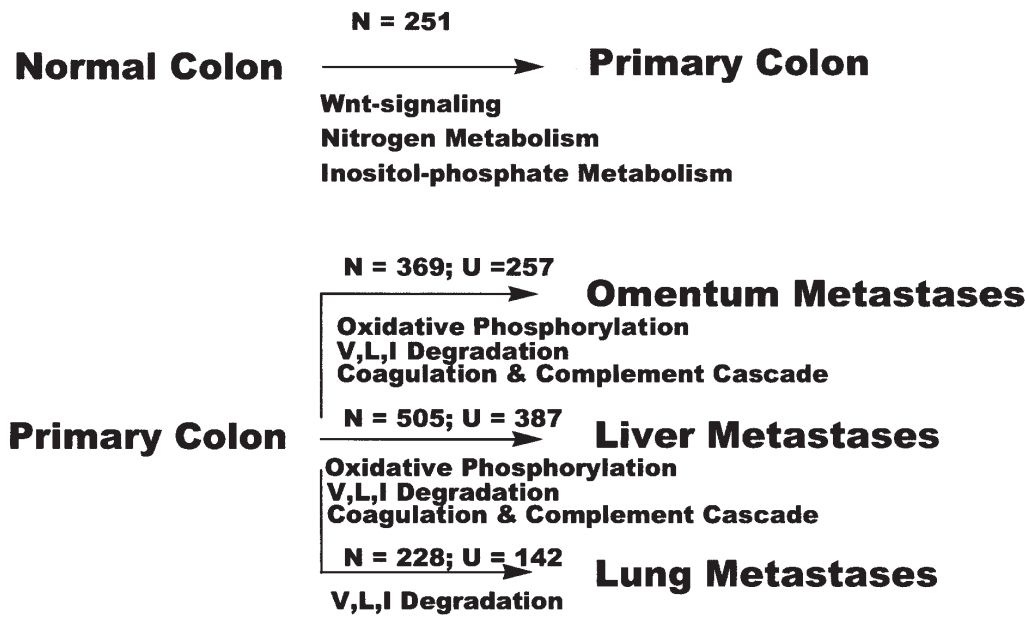 N = 251
Normal Colon
Primary Colon
Wnt-signaling
Nitrogen Metabolism
Inositol-phosphate Metabolism
N = 369; U =257
Omentum Metastases
Oxidative Phosphorylation
V,L,I Degradation
Coagulation & Complement Cascade
N = 505; U = 387
Primary Colon
Liver Metastases
Oxidative Phosphorylation
V,L,I Degradation
Coagulation & Complement Cascade
N = 228; U = 142
Lung Metastases
V,L,I Degradation